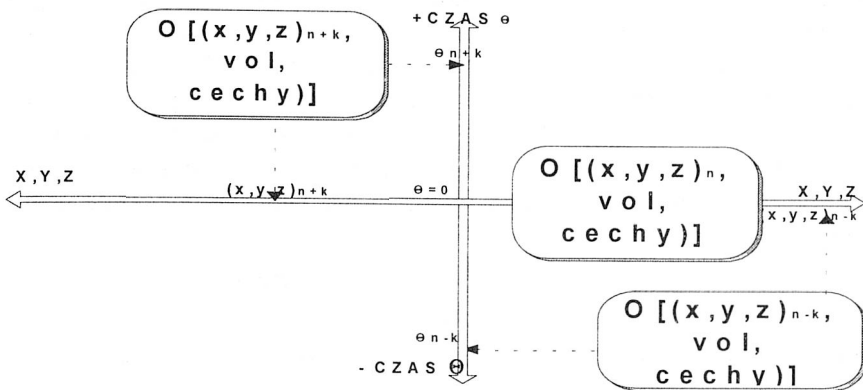 +CZAS Θ
O [(x,y,z)n+k,
vol,
cechy)]
Θn+k
X,Y,Z
(x,y,z)n+k
Θ=0
O [(x,y,z)n,
vol,
cechy)]
X,Y,Z
x,y,z)n-k
O [(x,y,z)n-k,
vol,
cechy)]
Θn-k
-CZAS Θ